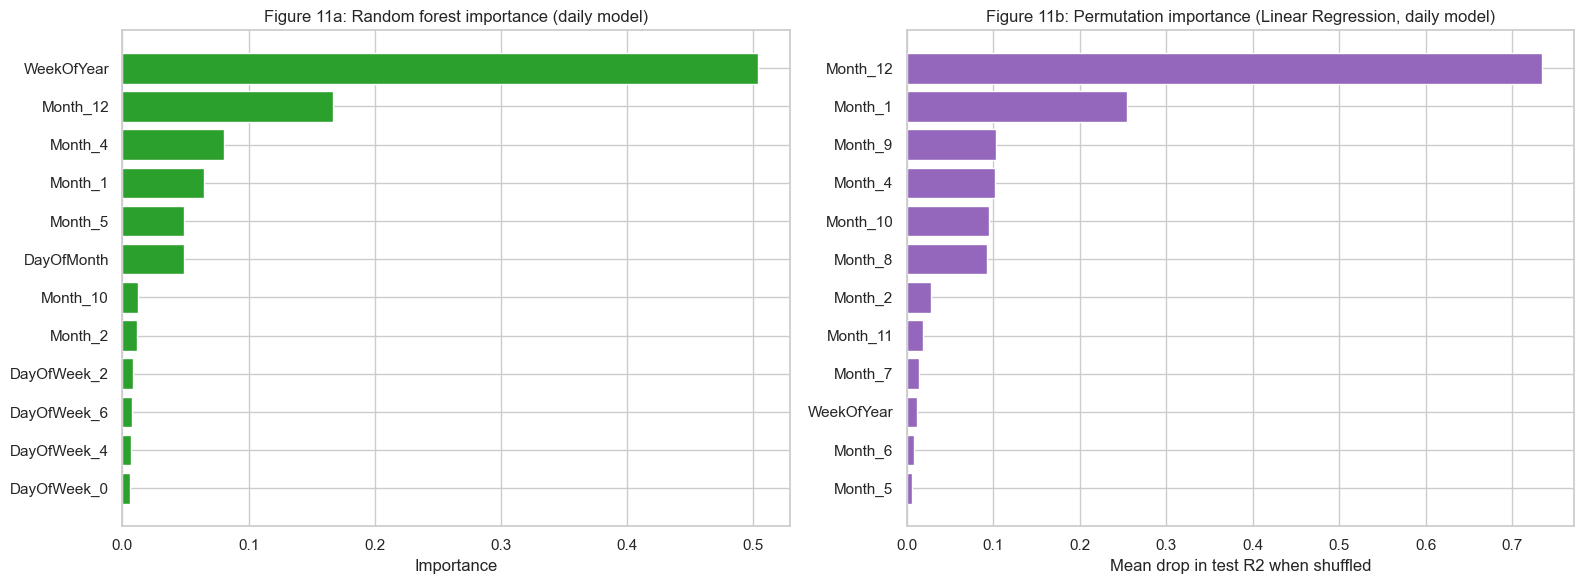 Figure 11a: Random forest importance (daily model)
WeekOfYear
Month_12
Month_4
Month_1
Month_5
DayOfMonth
Month_10
Month_2
DayOfWeek_2
DayOfWeek_6
DayOfWeek_4
DayOfWeek_0
0.0 0.1 0.2 0.3 0.4 0.5
Importance
Figure 11b: Permutation importance (Linear Regression, daily model)
Month_12
Month_1
Month_9
Month_4
Month_10
Month_8
Month_2
Month_11
Month_7
WeekOfYear
Month_6
Month_5
0.0 0.1 0.2 0.3 0.4 0.5 0.6 0.7
Mean drop in test R2 when shuffled